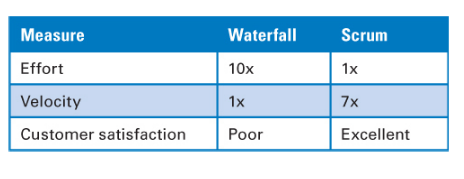 Measure Waterfall Scrum
Effort 10x 1x
Velocity 1x 7x
Customer satisfaction Poor Excellent